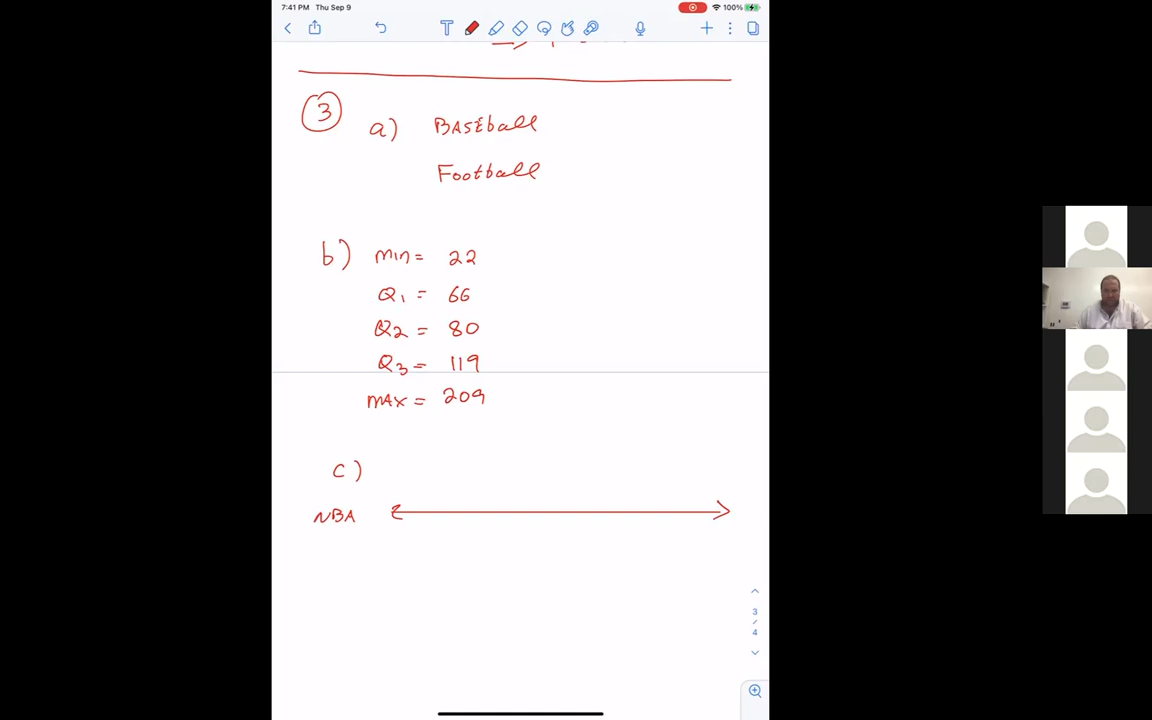 7:41 PM Thu Sep 9
100%
T
3 a) BASEball
Football
b) min = 22
Q1 = 66
Q2 = 80
Q3 = 119
MAX = 209
c)
NBA
3
/
4